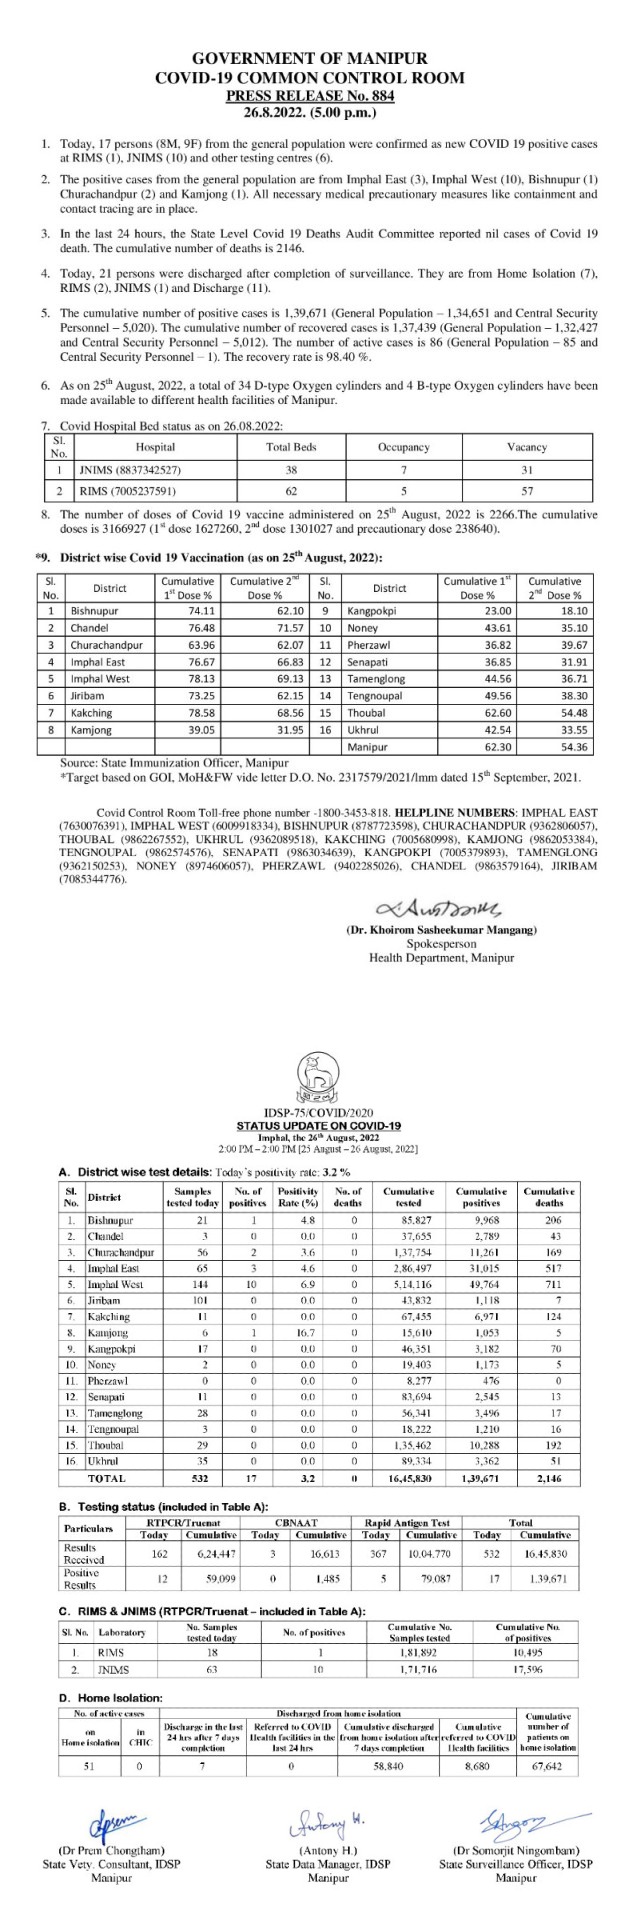 GOVERNMENT OF MANIPUR
COVID-19 COMMON CONTROL ROOM
PRESS RELEASE No. 884
26.8.2022. (5.00 p.m.)
1. Today, 17 persons (8M, 9F) from the general population were confirmed as new COVID 19 positive cases
at RIMS (1), JNIMS (10) and other testing centres (6).
2. The positive cases from the general population are from Imphal East (3), Imphal West (10), Bishnupur (1)
Churachandpur (2) and Kamjong (1). All necessary medical precautionary measures like containment and
contact tracing are in place.
3. In the last 24 hours, the State Level Covid 19 Deaths Audit Committee reported nil cases of Covid 19
death. The cumulative number of deaths is 2146.
4. Today, 21 persons were discharged after completion of surveillance. They are from Home Isolation (7),
RIMS (2), JNIMS (1) and Discharge (11).
5. The cumulative number of positive cases is 1,39,671 (General Population – 1,34,651 and Central Security
Personnel – 5,020). The cumulative number of recovered cases is 1,37,439 (General Population – 1,32,427
and Central Security Personnel – 5,012). The number of active cases is 86 (General Population – 85 and
Central Security Personnel – 1). The recovery rate is 98.40 %.
6. As on 25th August, 2022, a total of 34 D-type Oxygen cylinders and 4 B-type Oxygen cylinders have been
made available to different health facilities of Manipur.
7. Covid Hospital Bed status as on 26.08.2022:
Sl. No. Hospital Total Beds Occupancy Vacancy
1 JNIMS (8837342527) 38 7 31
2 RIMS (7005237591) 62 5 57
8. The number of doses of Covid 19 vaccine administered on 25th August, 2022 is 2266.The cumulative
doses is 3166927 (1st dose 1627260, 2nd dose 1301027 and precautionary dose 238640).
*9. District wise Covid 19 Vaccination (as on 25th August, 2022):
Sl. No. District Cumulative 1st Dose % Cumulative 2nd Dose % Sl. No. District Cumulative 1st Dose % Cumulative 2nd Dose %
1 Bishnupur 74.11 62.10 9 Kangpokpi 23.00 18.10
2 Chandel 76.48 71.57 10 Noney 43.61 35.10
3 Churachandpur 63.96 62.07 11 Pherzawl 36.82 39.67
4 Imphal East 76.67 66.83 12 Senapati 36.85 31.91
5 Imphal West 78.13 69.13 13 Tamenglong 44.56 36.71
6 Jiribam 73.25 62.15 14 Tengnoupal 49.56 38.30
7 Kakching 78.58 68.56 15 Thoubal 62.60 54.48
8 Kamjong 39.05 31.95 16 Ukhrul 42.54 33.55
Manipur 62.30 54.36
Source: State Immunization Officer, Manipur
*Target based on GOI, MoH&FW vide letter D.O. No. 2317579/2021/Imm dated 15th September, 2021.
Covid Control Room Toll-free phone number -1800-3453-818. HELPLINE NUMBERS: IMPHAL EAST
(7630076391), IMPHAL WEST (6009918334), BISHNUPUR (8787723598), CHURACHANDPUR (9362806057),
THOUBAL (9862267552), UKHRUL (9362089518), KAKCHING (7005680998), KAMJONG (9862053384),
TENGNOUPAL (9862574576), SENAPATI (9863034639), KANGPOKPI (7005379893), TAMENGLONG
(9362150253), NONEY (8974606057), PHERZAWL (9402285026), CHANDEL (9863579164), JIRIBAM
(7085344776).
(Dr. Khoirom Sasheekumar Mangang)
Spokesperson
Health Department, Manipur
IDSP-75/COVID/2020
STATUS UPDATE ON COVID-19
Imphal, the 26th August, 2022
2:00 PM – 2:00 PM [25 August – 26 August, 2022]
A. District wise test details: Today's positivity rate: 3.2 %
Sl. No. District Samples tested today No. of positives Positivity Rate (%) No. of deaths Cumulative tested Cumulative positives Cumulative deaths
1. Bishnupur 21 1 4.8 0 85,827 9,968 206
2. Chandel 3 0 0.0 0 37,655 2,789 43
3. Churachandpur 56 2 3.6 0 1,37,754 11,261 169
4. Imphal East 65 3 4.6 0 2,86,497 31,015 517
5. Imphal West 144 10 6.9 0 5,14,116 49,764 711
6. Jiribam 101 0 0.0 0 43,832 1,118 7
7. Kakching 11 0 0.0 0 67,455 6,971 124
8. Kamjong 6 1 16.7 0 15,610 1,053 5
9. Kangpokpi 17 0 0.0 0 46,351 3,182 70
10. Noney 2 0 0.0 0 19,403 1,173 5
11. Pherzawl 0 0 0.0 0 8,277 476 0
12. Senapati 11 0 0.0 0 83,694 2,545 13
13. Tamenglong 28 0 0.0 0 56,341 3,496 17
14. Tengnoupal 3 0 0.0 0 18,222 1,210 16
15. Thoubal 29 0 0.0 0 1,35,462 10,288 192
16. Ukhrul 35 0 0.0 0 89,334 3,362 51
TOTAL 532 17 3.2 0 16,45,830 1,39,671 2,146
B. Testing status (included in Table A):
Particulars RTPCR/Truenat CBNAAT Rapid Antigen Test Total
Today Cumulative Today Cumulative Today Cumulative Today Cumulative
Results Received 162 6,24,447 3 16,613 367 10,04,770 532 16,45,830
Positive Results 12 59,099 0 1,485 5 79,087 17 1,39,671
C. RIMS & JNIMS (RTPCR/Truenat – included in Table A):
Sl. No. Laboratory No. Samples tested today No. of positives Cumulative No. Samples tested Cumulative No. of positives
1. RIMS 18 1 1,81,892 10,495
2. JNIMS 63 10 1,71,716 17,596
D. Home Isolation:
No. of active cases Discharged from home isolation Cumulative number of patients on home isolation
on Home isolation in CHIC Discharge in the last 24 hrs after 7 days completion Referred to COVID Health facilities in the last 24 hrs Cumulative discharged from home isolation after 7 days completion Cumulative referred to COVID Health facilities
51 0 7 0 58,840 8,680 67,642
Antony H.
(Dr Prem Chongtham) (Antony H.) (Dr Somorjit Ningombam)
State Vety. Consultant, IDSP State Data Manager, IDSP State Surveillance Officer, IDSP
Manipur Manipur Manipur